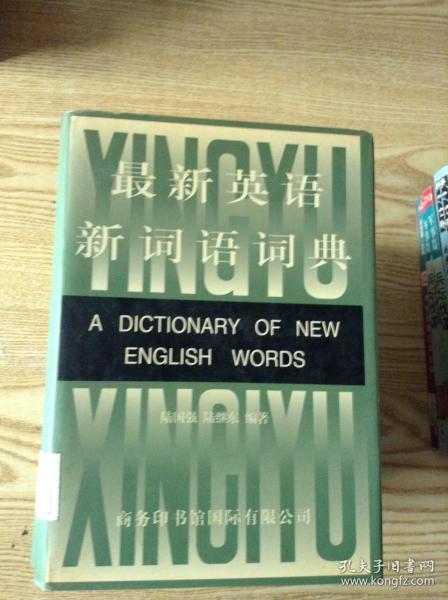 YINGYU
最新英语
新词语词典
YINGYU
A DICTIONARY OF NEW
ENGLISH WORDS
陆国强 陆继东 编著
XINCIYU
商务印书馆国际有限公司
XINCIYU
孔夫子旧书网
www.kongfz.com